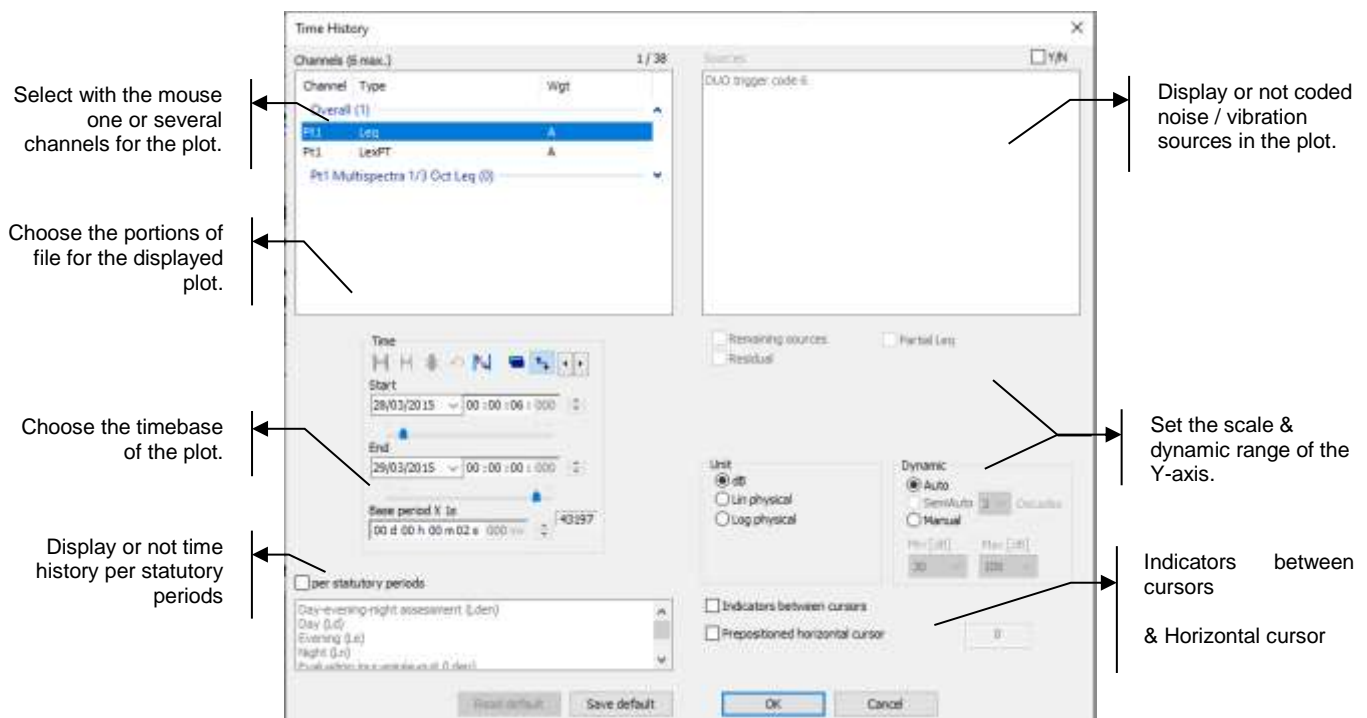 Time History
Channels (6 max.)
1 / 38
Sources
Y/N
Channel Type Wgt
Overall (1)
Pt1 Leq A
Pt1 LexPT A
Pt1 Multispectra 1/3 Oct Leq (0)
DUO trigger code 6
Select with the mouse
one or several
channels for the plot.
Choose the portions of
file for the displayed
plot.
Choose the timebase
of the plot.
Display or not time
history per statutory
periods
Display or not coded
noise / vibration
sources in the plot.
Set the scale &
dynamic range of the
Y-axis.
Indicators between
cursors
& Horizontal cursor
Time
Start
28/03/2015 00 :00 :06 : 000
End
29/03/2015 00 :00 :00 : 000
Base period X 1s
00 d 00 h 00 m 02 s 000
43197
per statutory periods
Day-evening-night assessment (Lden)
Day (Ld)
Evening (Le)
Night (Ln)
Remaining sources
Partial Leq
Residual
Unit
dB
Lin physical
Log physical
Dynamic
Auto
SemiAuto 3 Decades
Manual
Min [dB] Max [dB]
30 100
Indicators between cursors
Prepositioned horizontal cursor 0
Read default
Save default
OK
Cancel